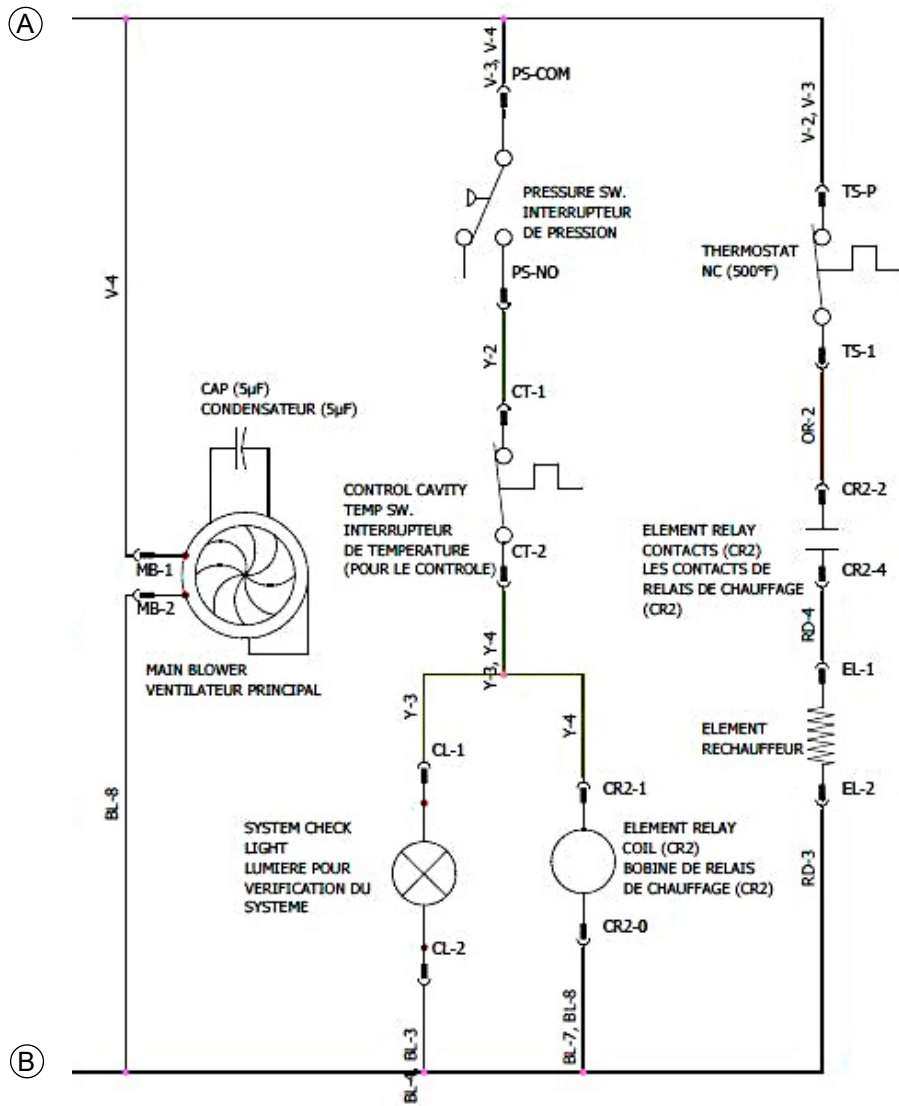 A
V-3, V-4
PS-COM
V-2, V-3
TS-P
PRESSURE SW.
INTERRUPTEUR
DE PRESSION
THERMOSTAT
NC (500°F)
PS-NO
V-4
TS-1
Y-2
CAP (5µF)
CONDENSATEUR (5µF)
CT-1
OR-2
CONTROL CAVITY
TEMP SW.
INTERRUPTEUR
DE TEMPERATURE
(POUR LE CONTROLE)
CR2-2
ELEMENT RELAY
CONTACTS (CR2)
LES CONTACTS DE
RELAIS DE CHAUFFAGE
(CR2)
CT-2
MB-1
CR2-4
MB-2
RD-4
Y-3, Y-4
MAIN BLOWER
VENTILATEUR PRINCIPAL
EL-1
Y-3
Y-4
ELEMENT
RECHAUFFEUR
CL-1
CR2-1
EL-2
BL-8
SYSTEM CHECK
LIGHT
LUMIERE POUR
VERIFICATION DU
SYSTEME
ELEMENT RELAY
COIL (CR2)
BOBINE DE RELAIS
DE CHAUFFAGE (CR2)
RD-3
CR2-0
CL-2
BL-4, BL-3
BL-7, BL-8
B